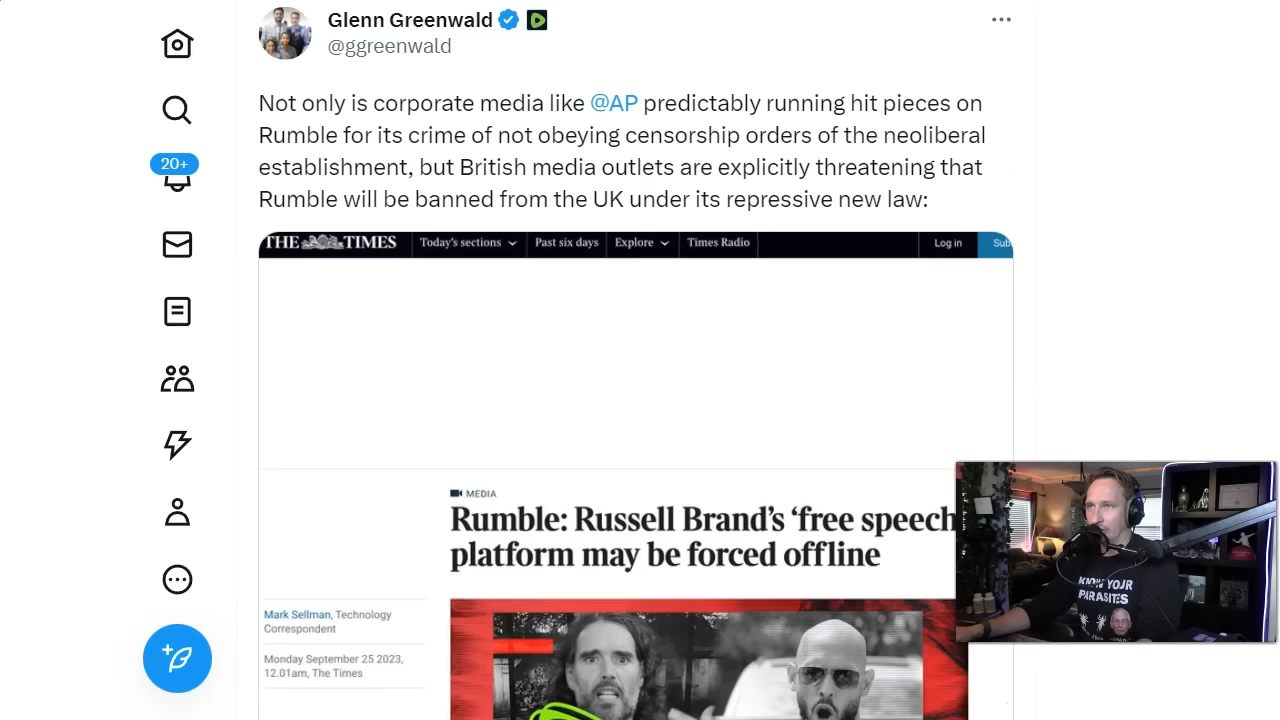 Glenn Greenwald
@ggreenwald
Not only is corporate media like @AP predictably running hit pieces on
Rumble for its crime of not obeying censorship orders of the neoliberal
establishment, but British media outlets are explicitly threatening that
Rumble will be banned from the UK under its repressive new law:
20+
THE TIMES Today's sections Past six days Explore Times Radio Log in Sub
MEDIA
Rumble: Russell Brand's ‘free speech
platform may be forced offline
Mark Sellman, Technology
Correspondent
Monday September 25 2023,
12.01am, The Times
KNOW YOUR
PARASITES